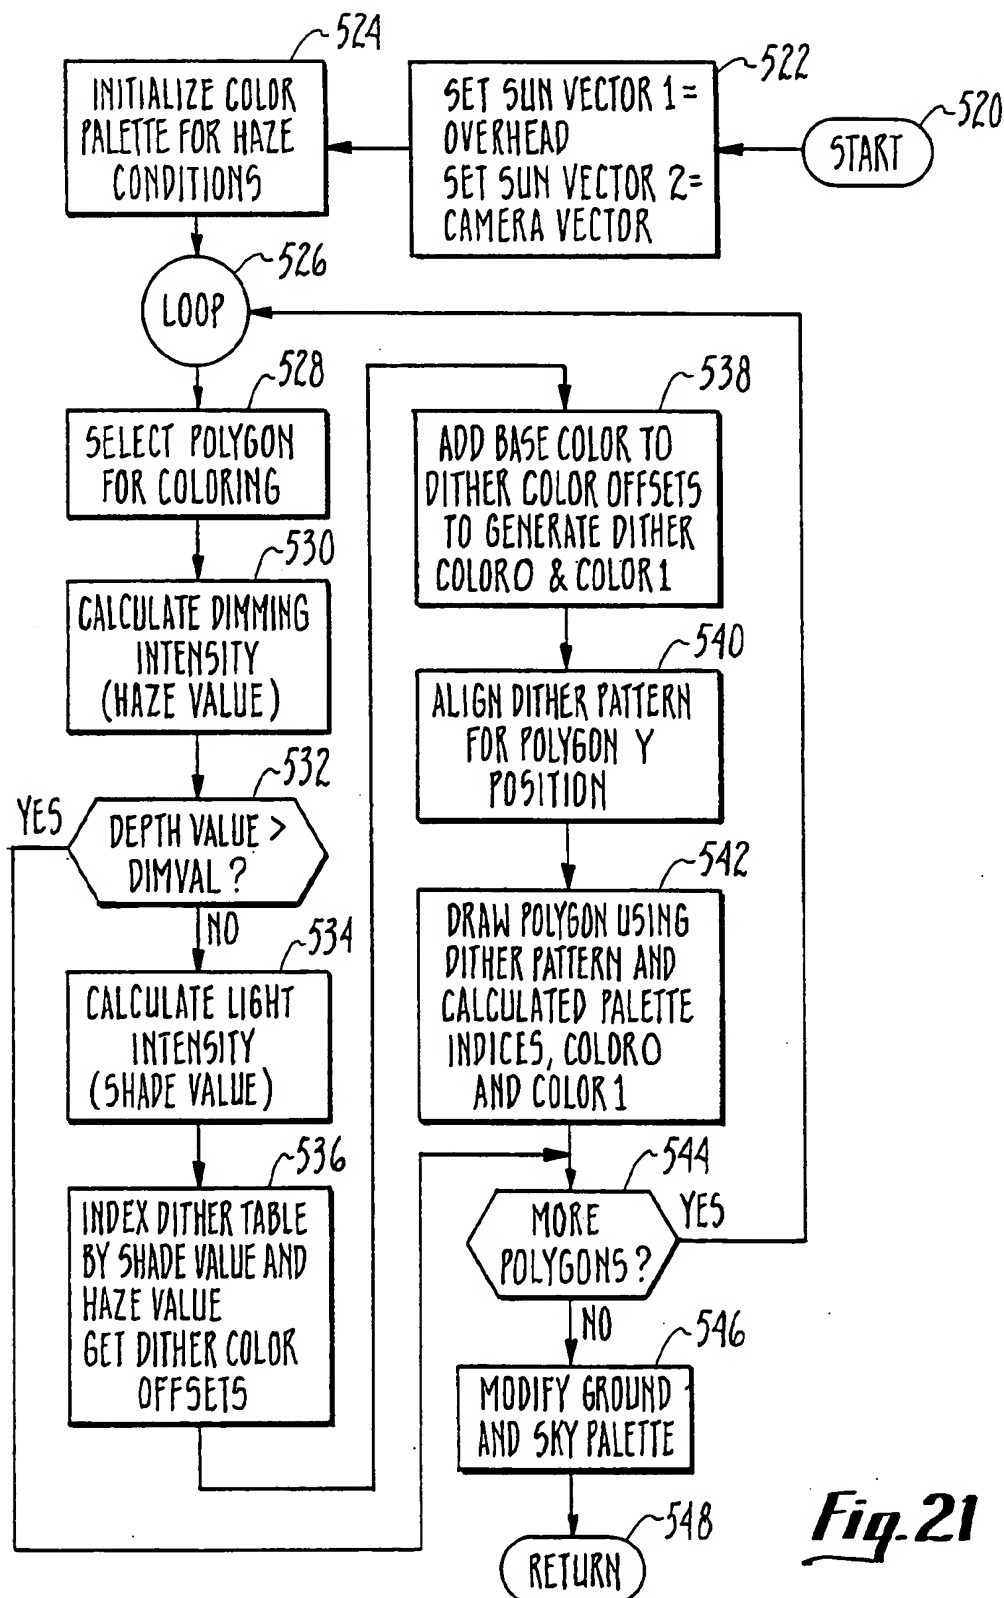 520
START
522
SET SUN VECTOR 1=
OVERHEAD
SET SUN VECTOR 2=
CAMERA VECTOR
524
INITIALIZE COLOR
PALETTE FOR HAZE
CONDITIONS
526
LOOP
528
SELECT POLYGON
FOR COLORING
530
CALCULATE DIMMING
INTENSITY
(HAZE VALUE)
532
YES
DEPTH VALUE >
DIMVAL ?
NO
534
CALCULATE LIGHT
INTENSITY
(SHADE VALUE)
536
INDEX DITHER TABLE
BY SHADE VALUE AND
HAZE VALUE
GET DITHER COLOR
OFFSETS
538
ADD BASE COLOR TO
DITHER COLOR OFFSETS
TO GENERATE DITHER
COLOR0 & COLOR 1
540
ALIGN DITHER PATTERN
FOR POLYGON Y
POSITION
542
DRAW POLYGON USING
DITHER PATTERN AND
CALCULATED PALETTE
INDICES, COLOR0
AND COLOR 1
544
MORE
POLYGONS ?
YES
NO
546
MODIFY GROUND
AND SKY PALETTE
548
RETURN
Fig. 21